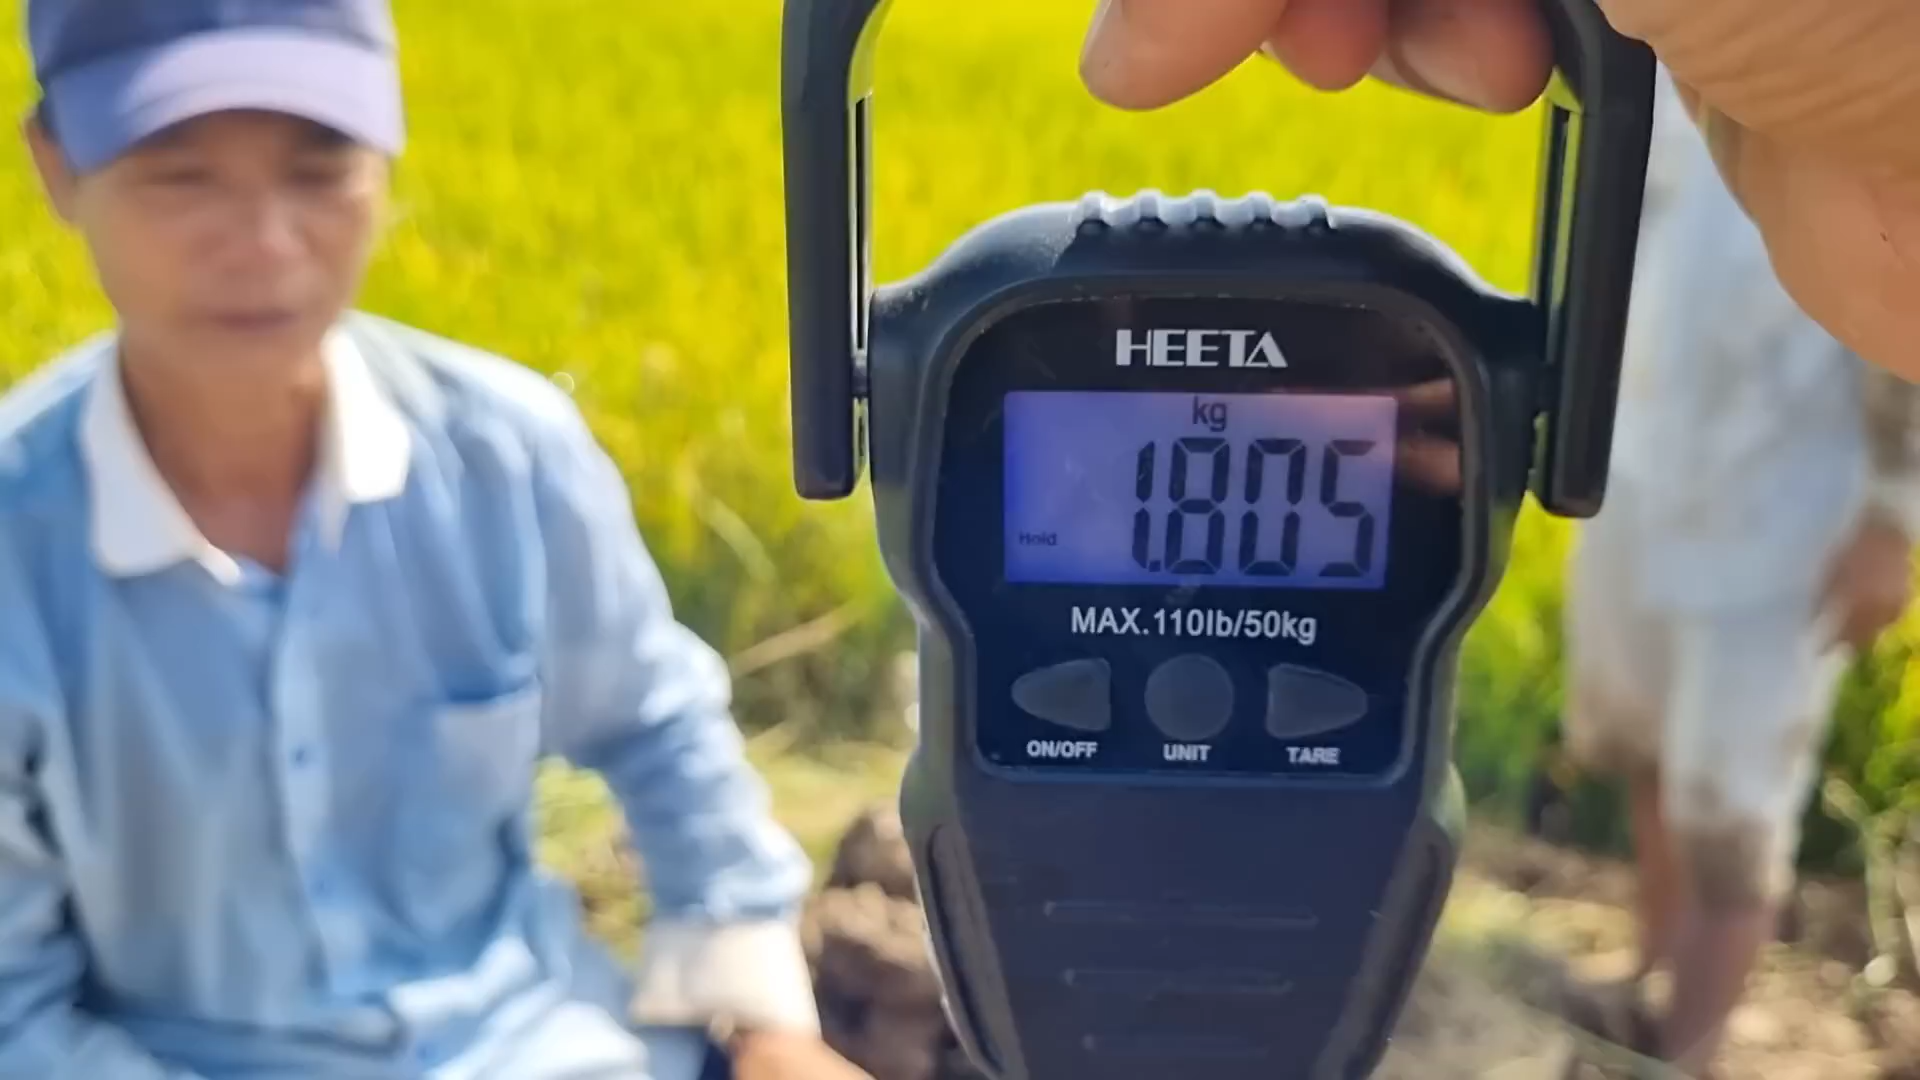 HEETA
kg
1.805
Hold
MAX.110lb/50kg
ON/OFF UNIT TARE